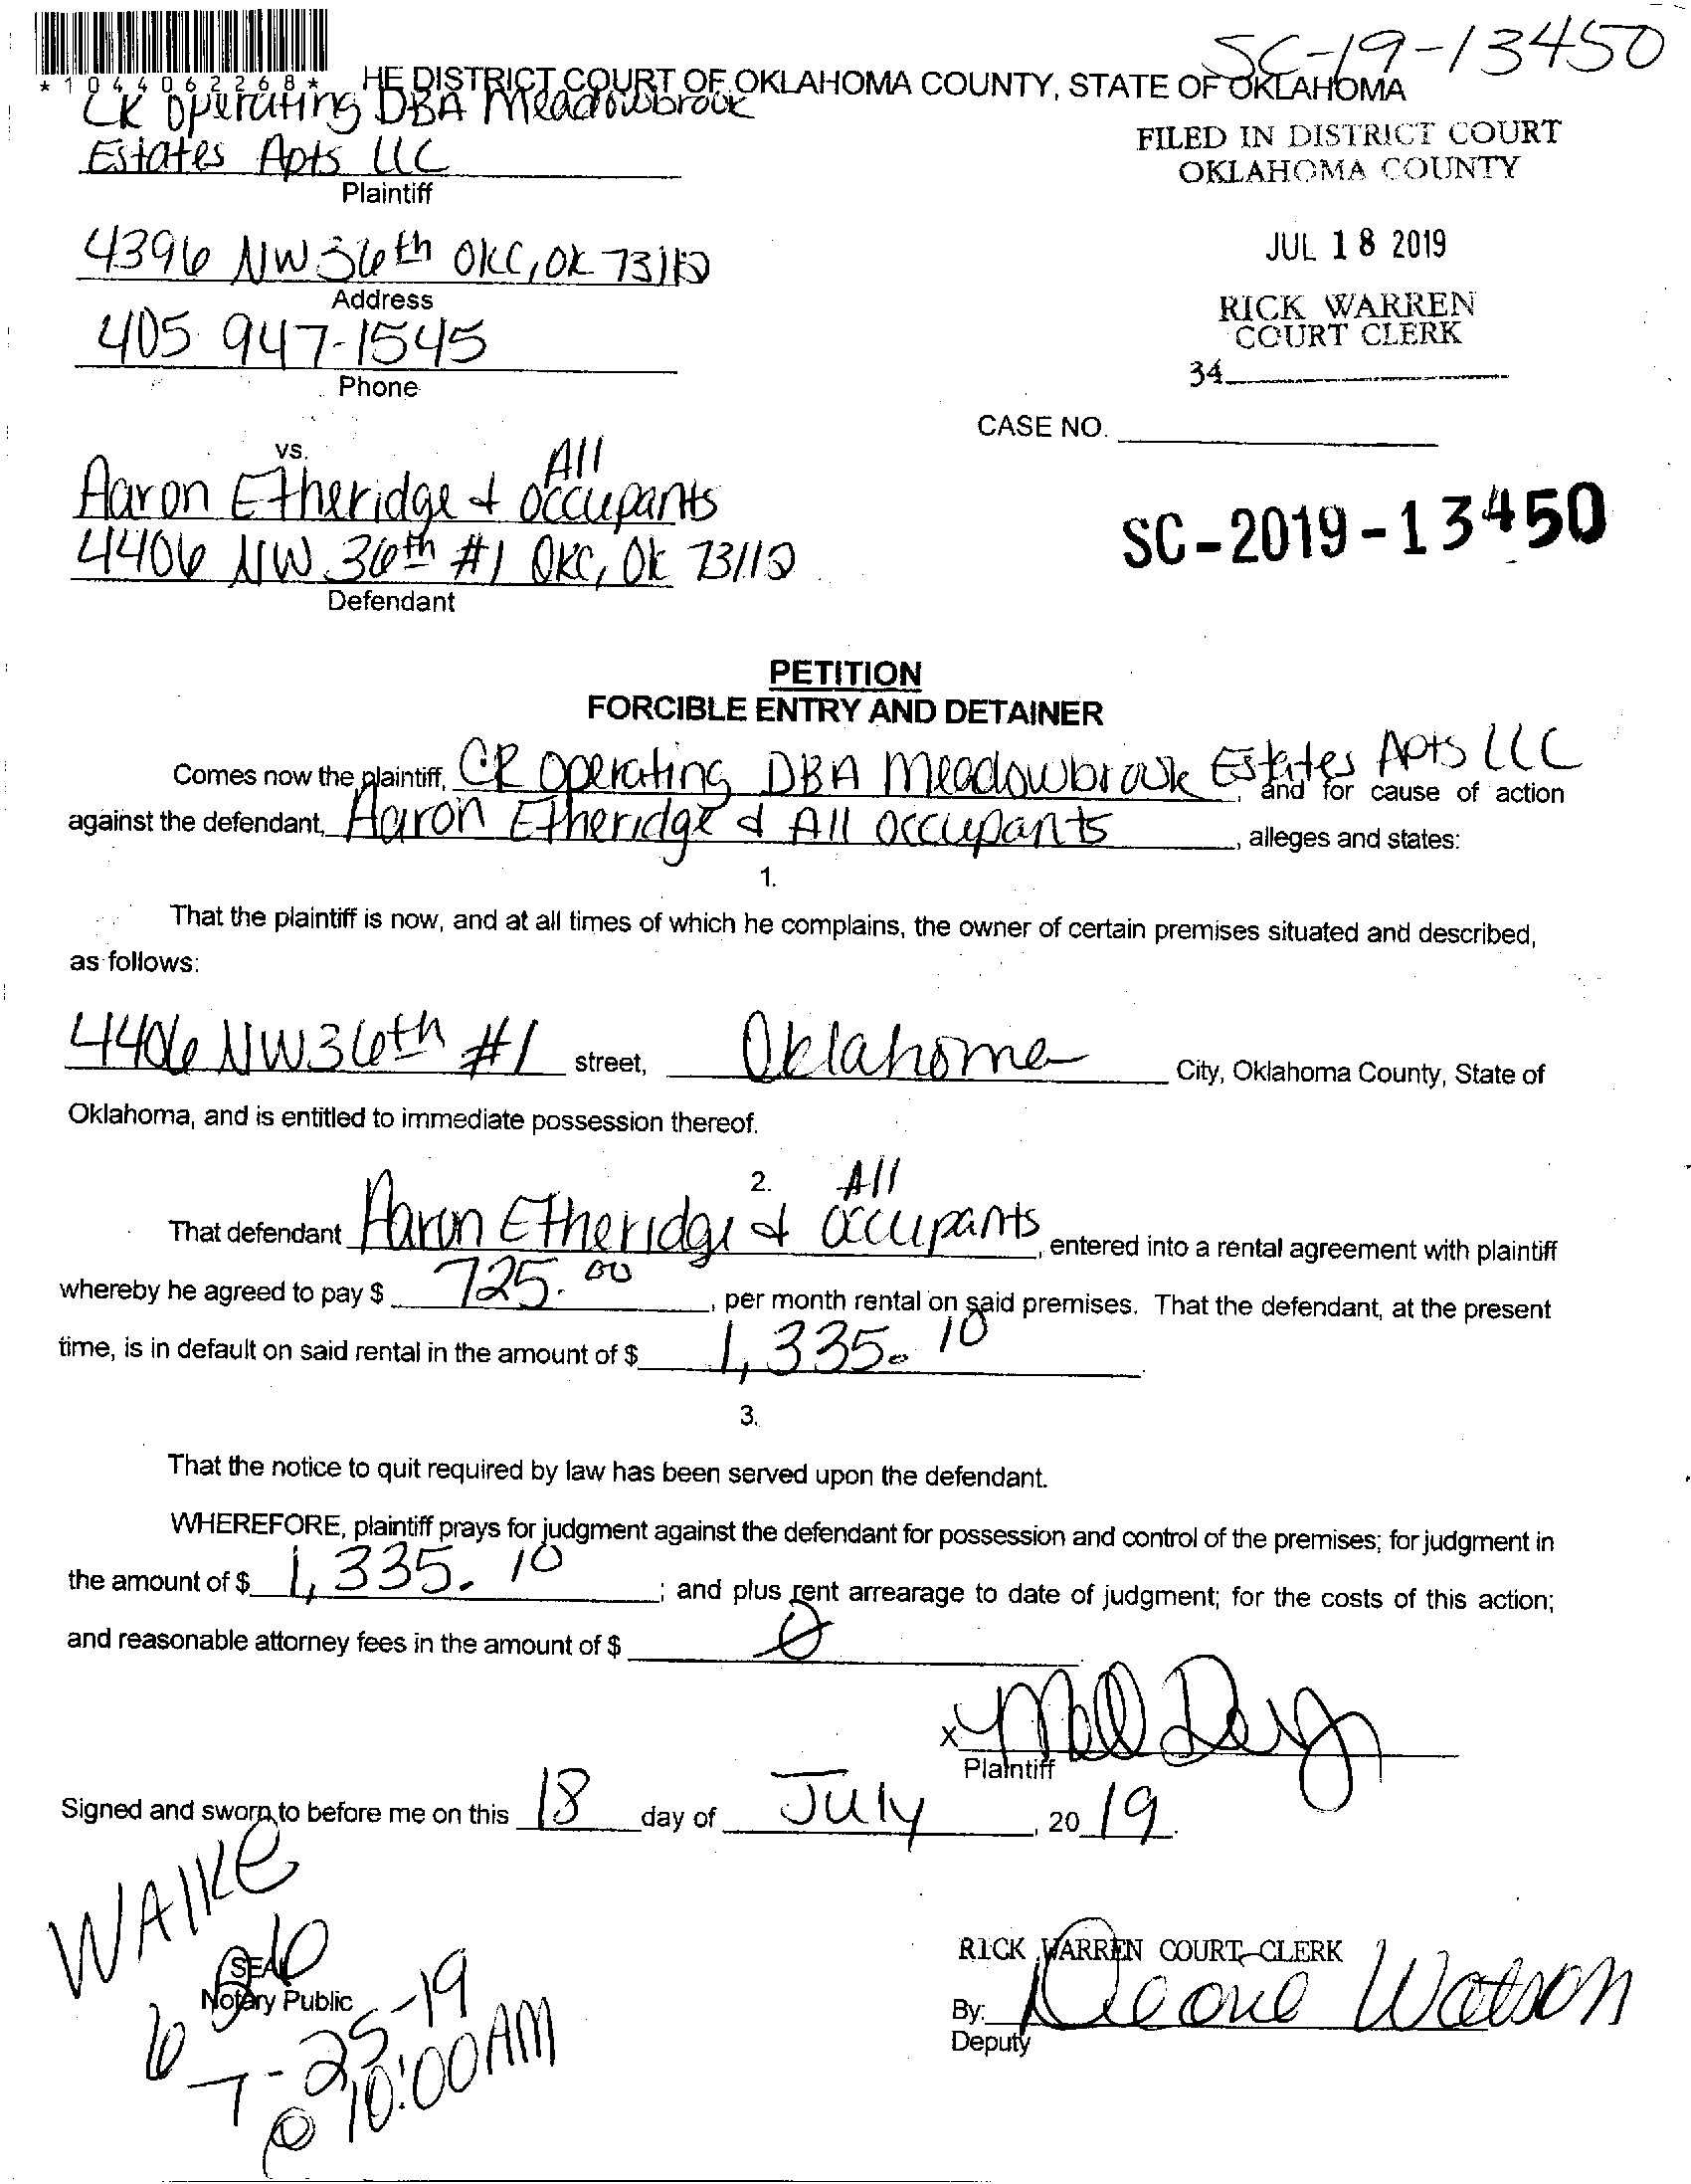 SC-19-13450
*1044062268*
HE DISTRICT COURT OF OKLAHOMA COUNTY, STATE OF OKLAHOMA
CR Operating DBA Meadowbrook
Estates Apts LLC
Plaintiff
FILED IN DISTRICT COURT
OKLAHOMA COUNTY
4396 NW 36th OKC, OK 73112
Address
JUL 18 2019
405 947-1545
Phone
RICK WARREN
COURT CLERK
34
CASE NO.
vs.
All
Aaron Etheridge & occupants
4406 NW 36th #1 OKC, OK 73112
Defendant
SC-2019-13450
PETITION
FORCIBLE ENTRY AND DETAINER
Comes now the plaintiff, CR Operating DBA Meadowbrook Estates Apts LLC, and for cause of action
against the defendant, Aaron Etheridge & All occupants, alleges and states:
1.
That the plaintiff is now, and at all times of which he complains, the owner of certain premises situated and described,
as follows:
4406 NW 36th #1 street, Oklahoma City, Oklahoma County, State of
Oklahoma, and is entitled to immediate possession thereof.
2.
All
That defendant Aaron Etheridge & occupants, entered into a rental agreement with plaintiff
whereby he agreed to pay $ 725.00, per month rental on said premises. That the defendant, at the present
time, is in default on said rental in the amount of $ 1,335.10
3.
That the notice to quit required by law has been served upon the defendant.
WHEREFORE, plaintiff prays for judgment against the defendant for possession and control of the premises; for judgment in
the amount of $ 1,335.10; and plus rent arrearage to date of judgment; for the costs of this action;
and reasonable attorney fees in the amount of $ 0
x
Plaintiff
Signed and sworn to before me on this 18 day of July, 20 19.
SEAL
Notary Public
7-25-19
@ 10:00 AM
RICK WARREN COURT CLERK
By: Watson
Deputy